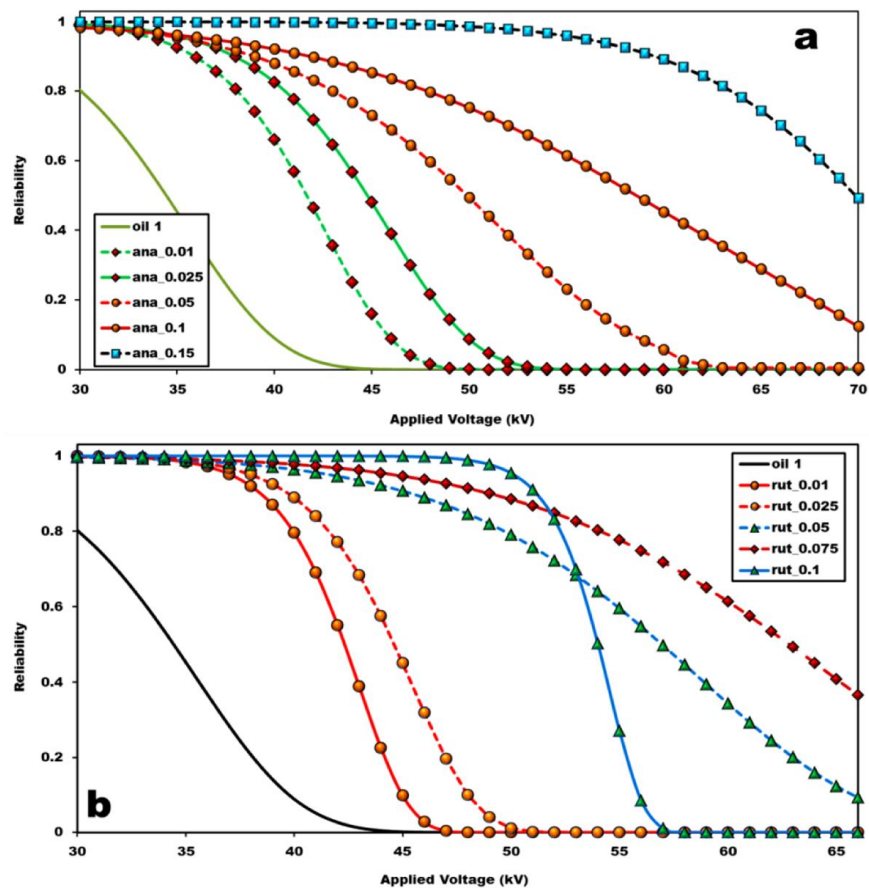 a
1
0.8
0.6
0.4
0.2
0
Reliability
oil 1
ana_0.01
ana_0.025
ana_0.05
ana_0.1
ana_0.15
30 35 40 45 50 55 60 65 70
Applied Voltage (kV)
b
1
0.8
0.6
0.4
0.2
0
Reliability
oil 1
rut_0.01
rut_0.025
rut_0.05
rut_0.075
rut_0.1
30 35 40 45 50 55 60 65
Applied Voltage (kV)